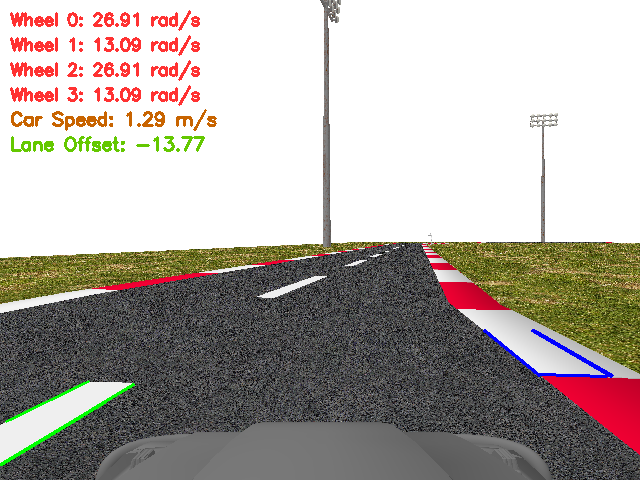 Wheel 0: 26.91 rad/s
Wheel 1: 13.09 rad/s
Wheel 2: 26.91 rad/s
Wheel 3: 13.09 rad/s
Car Speed: 1.29 m/s
Lane Offset: -13.77